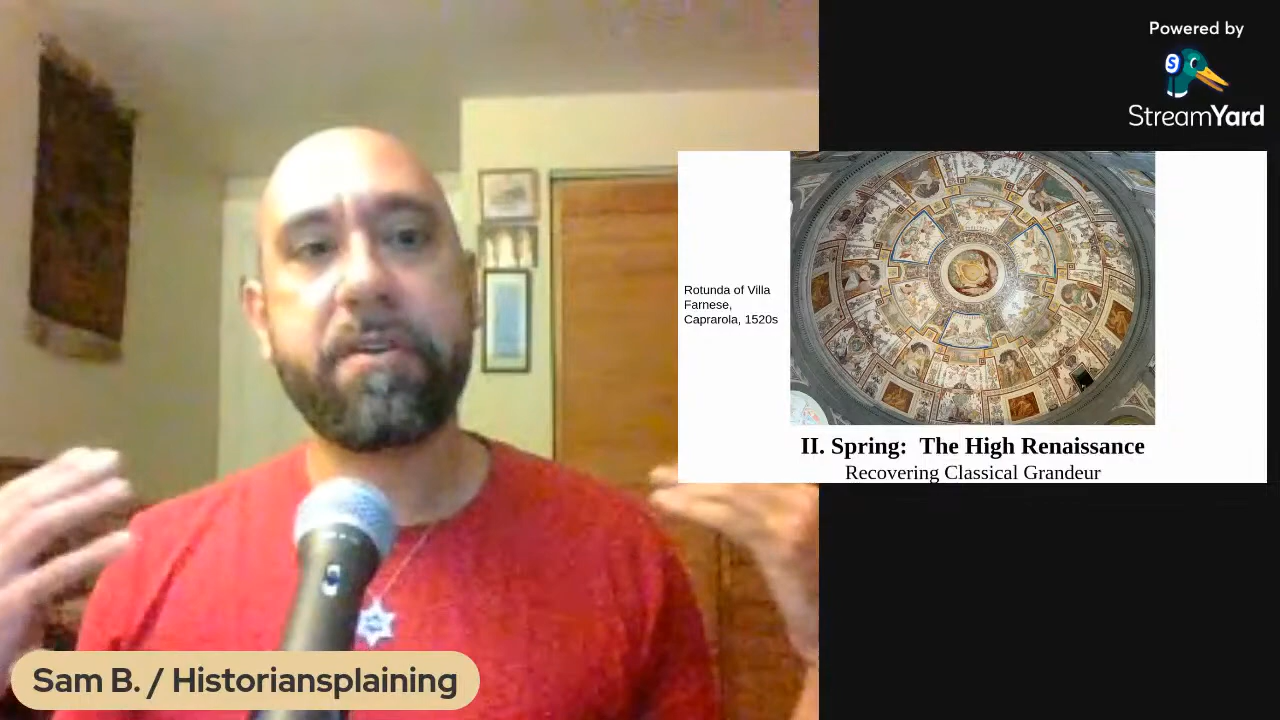 Powered by
StreamYard
Rotunda of Villa
Farnese,
Caprarola, 1520s
II. Spring: The High Renaissance
Recovering Classical Grandeur
Sam B. / Historiansplaining